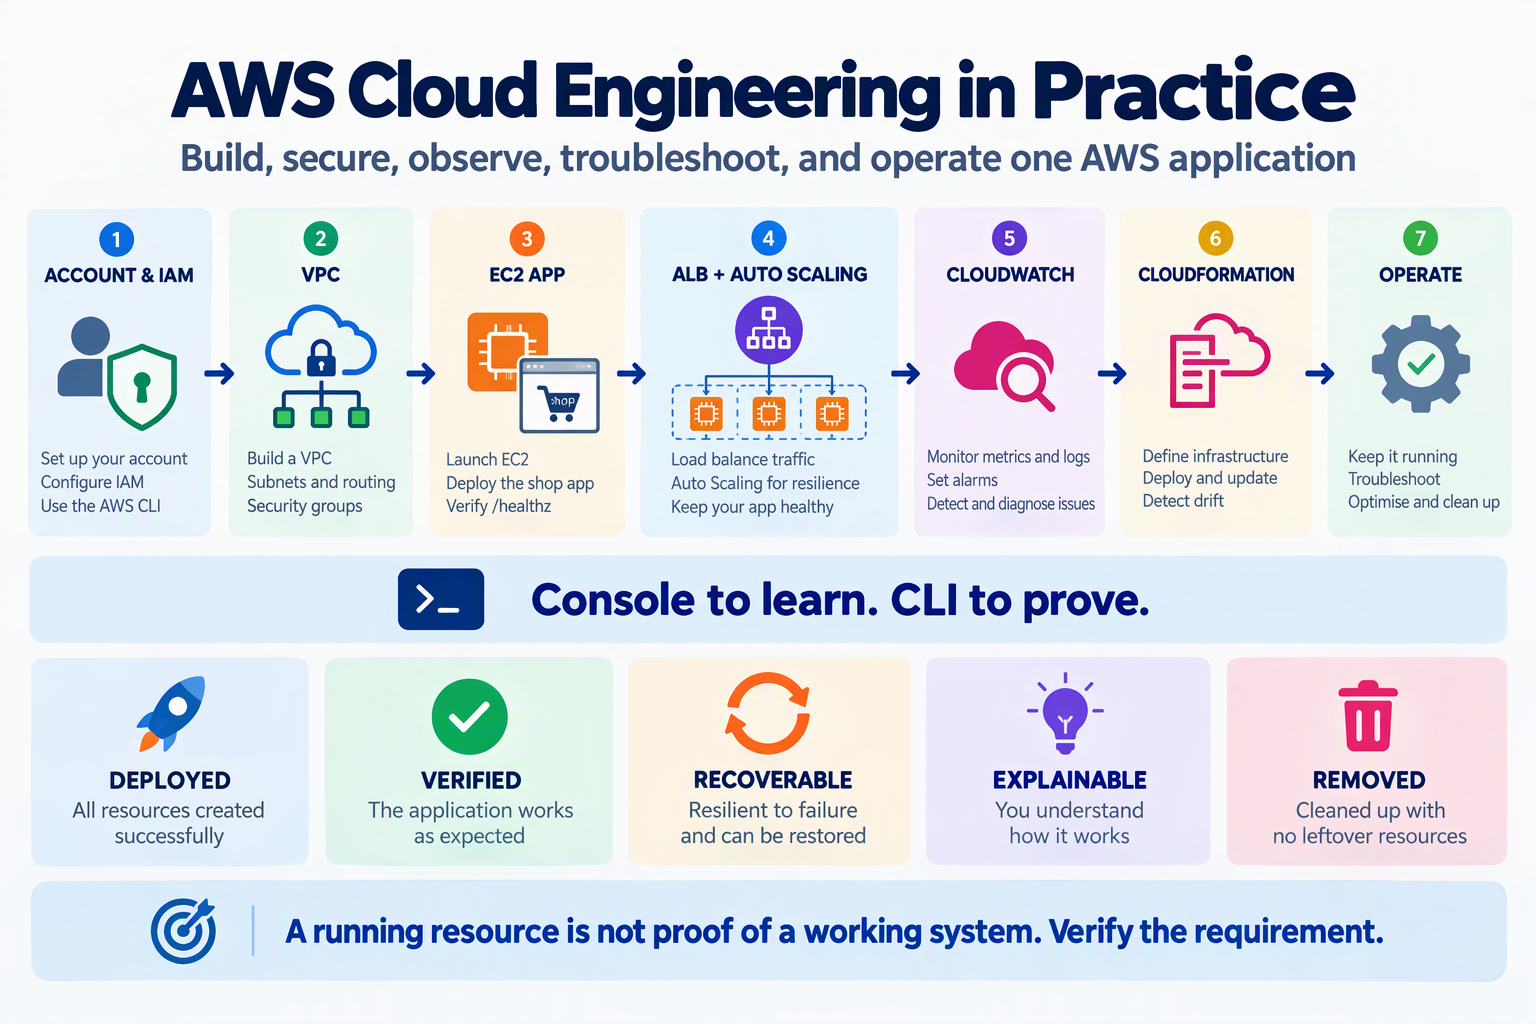 AWS Cloud Engineering in Practice
Build, secure, observe, troubleshoot, and operate one AWS application
1
ACCOUNT & IAM
Set up your account
Configure IAM
Use the AWS CLI
2
VPC
Build a VPC
Subnets and routing
Security groups
3
EC2 APP
shop
Launch EC2
Deploy the shop app
Verify /healthz
4
ALB + AUTO SCALING
Load balance traffic
Auto Scaling for resilience
Keep your app healthy
5
CLOUDWATCH
Monitor metrics and logs
Set alarms
Detect and diagnose issues
6
CLOUDFORMATION
Define infrastructure
Deploy and update
Detect drift
7
OPERATE
Keep it running
Troubleshoot
Optimise and clean up
Console to learn. CLI to prove.
DEPLOYED
All resources created
successfully
VERIFIED
The application works
as expected
RECOVERABLE
Resilient to failure
and can be restored
EXPLAINABLE
You understand
how it works
REMOVED
Cleaned up with
no leftover resources
A running resource is not proof of a working system. Verify the requirement.